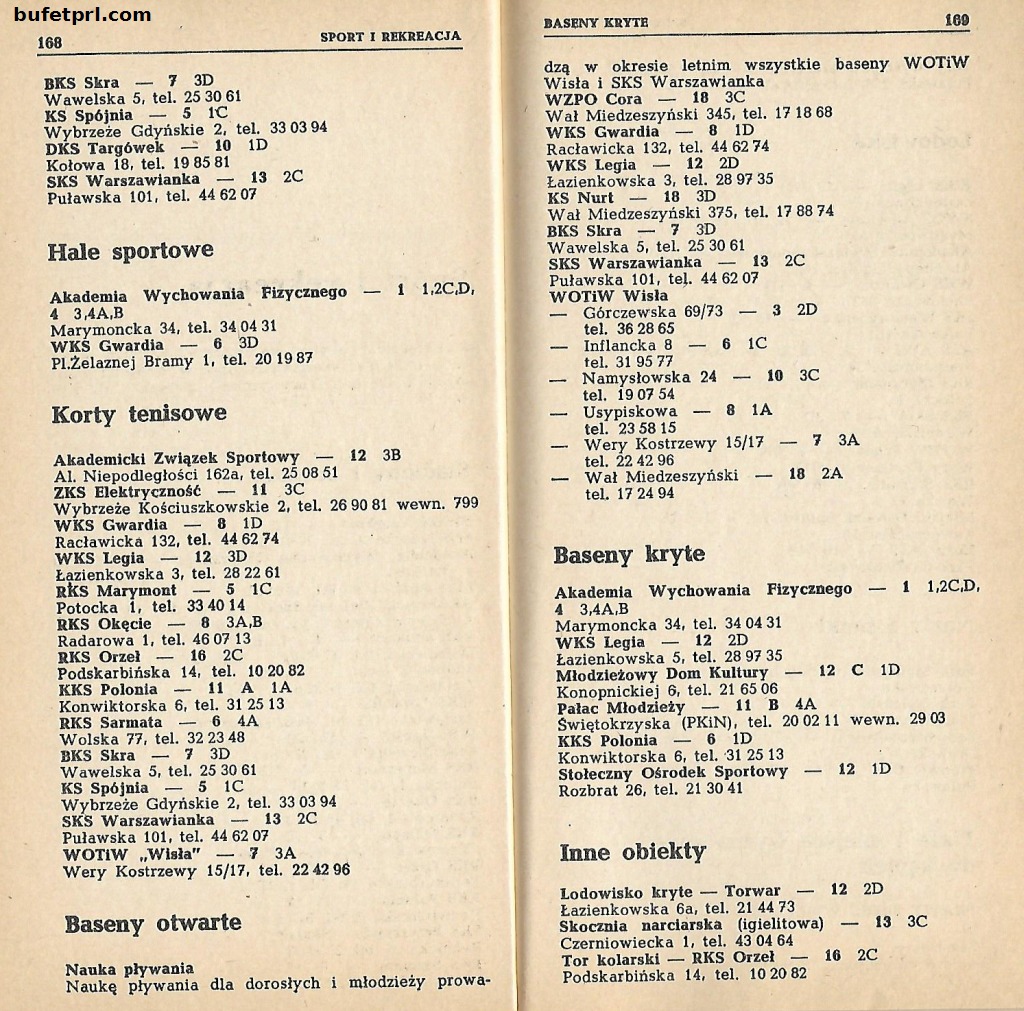 bufetprl.com
168 SPORT I REKREACJA
BKS Skra — 7 3D
Wawelska 5, tel. 25 30 61
KS Spójnia — 5 1C
Wybrzeże Gdyńskie 2, tel. 33 03 94
DKS Targówek — 10 1D
Kołowa 18, tel. 19 85 81
SKS Warszawianka — 13 2C
Puławska 101, tel. 44 62 07
Hale sportowe
Akademia Wychowania Fizycznego — 1 1,2C,D,
4 3,4A,B
Marymoncka 34, tel. 34 04 31
WKS Gwardia — 6 3D
Pl.Żelaznej Bramy 1, tel. 20 19 87
Korty tenisowe
Akademicki Związek Sportowy — 12 3B
Al. Niepodległości 162a, tel. 25 08 51
ZKS Elektryczność — 11 3C
Wybrzeże Kościuszkowskie 2, tel. 26 90 81 wewn. 799
WKS Gwardia — 8 1D
Racławicka 132, tel. 44 62 74
WKS Legia — 12 3D
Łazienkowska 3, tel. 28 22 61
RKS Marymont — 5 1C
Potocka 1, tel. 33 40 14
RKS Okęcie — 8 3A,B
Radarowa 1, tel. 46 07 13
RKS Orzeł — 16 2C
Podskarbińska 14, tel. 10 20 82
KKS Polonia — 11 A 1A
Konwiktorska 6, tel. 31 25 13
RKS Sarmata — 6 4A
Wolska 77, tel. 32 23 48
BKS Skra — 7 3D
Wawelska 5, tel. 25 30 61
KS Spójnia — 5 1C
Wybrzeże Gdyńskie 2, tel. 33 03 94
SKS Warszawianka — 13 2C
Puławska 101, tel. 44 62 07
WOTiW „Wisła" — 7 3A
Wery Kostrzewy 15/17, tel. 22 42 96
Baseny otwarte
Nauka pływania
Naukę pływania dla dorosłych i młodzieży prowa-
BASENY KRYTE 169
dzą w okresie letnim wszystkie baseny WOTiW
Wisła i SKS Warszawianka
WZPO Cora — 18 3C
Wał Miedzeszyński 345, tel. 17 18 68
WKS Gwardia — 8 1D
Racławicka 132, tel. 44 62 74
WKS Legia — 12 2D
Łazienkowska 3, tel. 28 97 35
KS Nurt — 18 3D
Wał Miedzeszyński 375, tel. 17 88 74
BKS Skra — 7 3D
Wawelska 5, tel. 25 30 61
SKS Warszawianka — 13 2C
Puławska 101, tel. 44 62 07
WOTiW Wisła
— Górczewska 69/73 — 3 2D
tel. 36 28 65
— Inflancka 8 — 6 1C
tel. 31 95 77
— Namysłowska 24 — 10 3C
tel. 19 07 54
— Usypiskowa — 8 1A
tel. 23 58 15
— Wery Kostrzewy 15/17 — 7 3A
tel. 22 42 96
— Wał Miedzeszyński — 18 2A
tel. 17 24 94
Baseny kryte
Akademia Wychowania Fizycznego — 1 1,2C,D,
4 3,4A,B
Marymoncka 34, tel. 34 04 31
WKS Legia — 12 2D
Łazienkowska 5, tel. 28 97 35
Młodzieżowy Dom Kultury — 12 C 1D
Konopnickiej 6, tel. 21 65 06
Pałac Młodzieży — 11 B 4A
Świętokrzyska (PKiN), tel. 20 02 11 wewn. 29 03
KKS Polonia — 6 1D
Konwiktorska 6, tel. 31 25 13
Stołeczny Ośrodek Sportowy — 12 1D
Rozbrat 26, tel. 21 30 41
Inne obiekty
Lodowisko kryte — Torwar — 12 2D
Łazienkowska 6a, tel. 21 44 73
Skocznia narciarska (igielitowa) — 13 3C
Czerniowiecka 1, tel. 43 04 64
Tor kolarski — RKS Orzeł — 16 2C
Podskarbińska 14, tel. 10 20 82